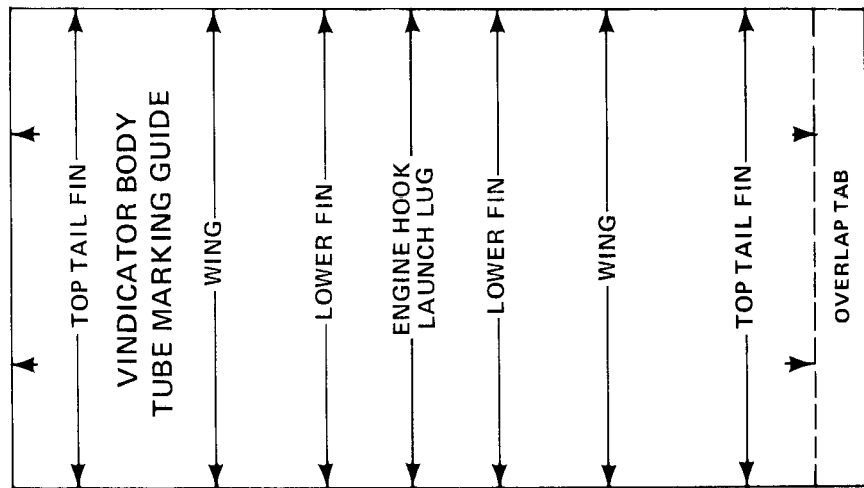 TOP TAIL FIN
VINDICATOR BODY
TUBE MARKING GUIDE
WING
LOWER FIN
ENGINE HOOK
LAUNCH LUG
LOWER FIN
WING
TOP TAIL FIN
OVERLAP TAB